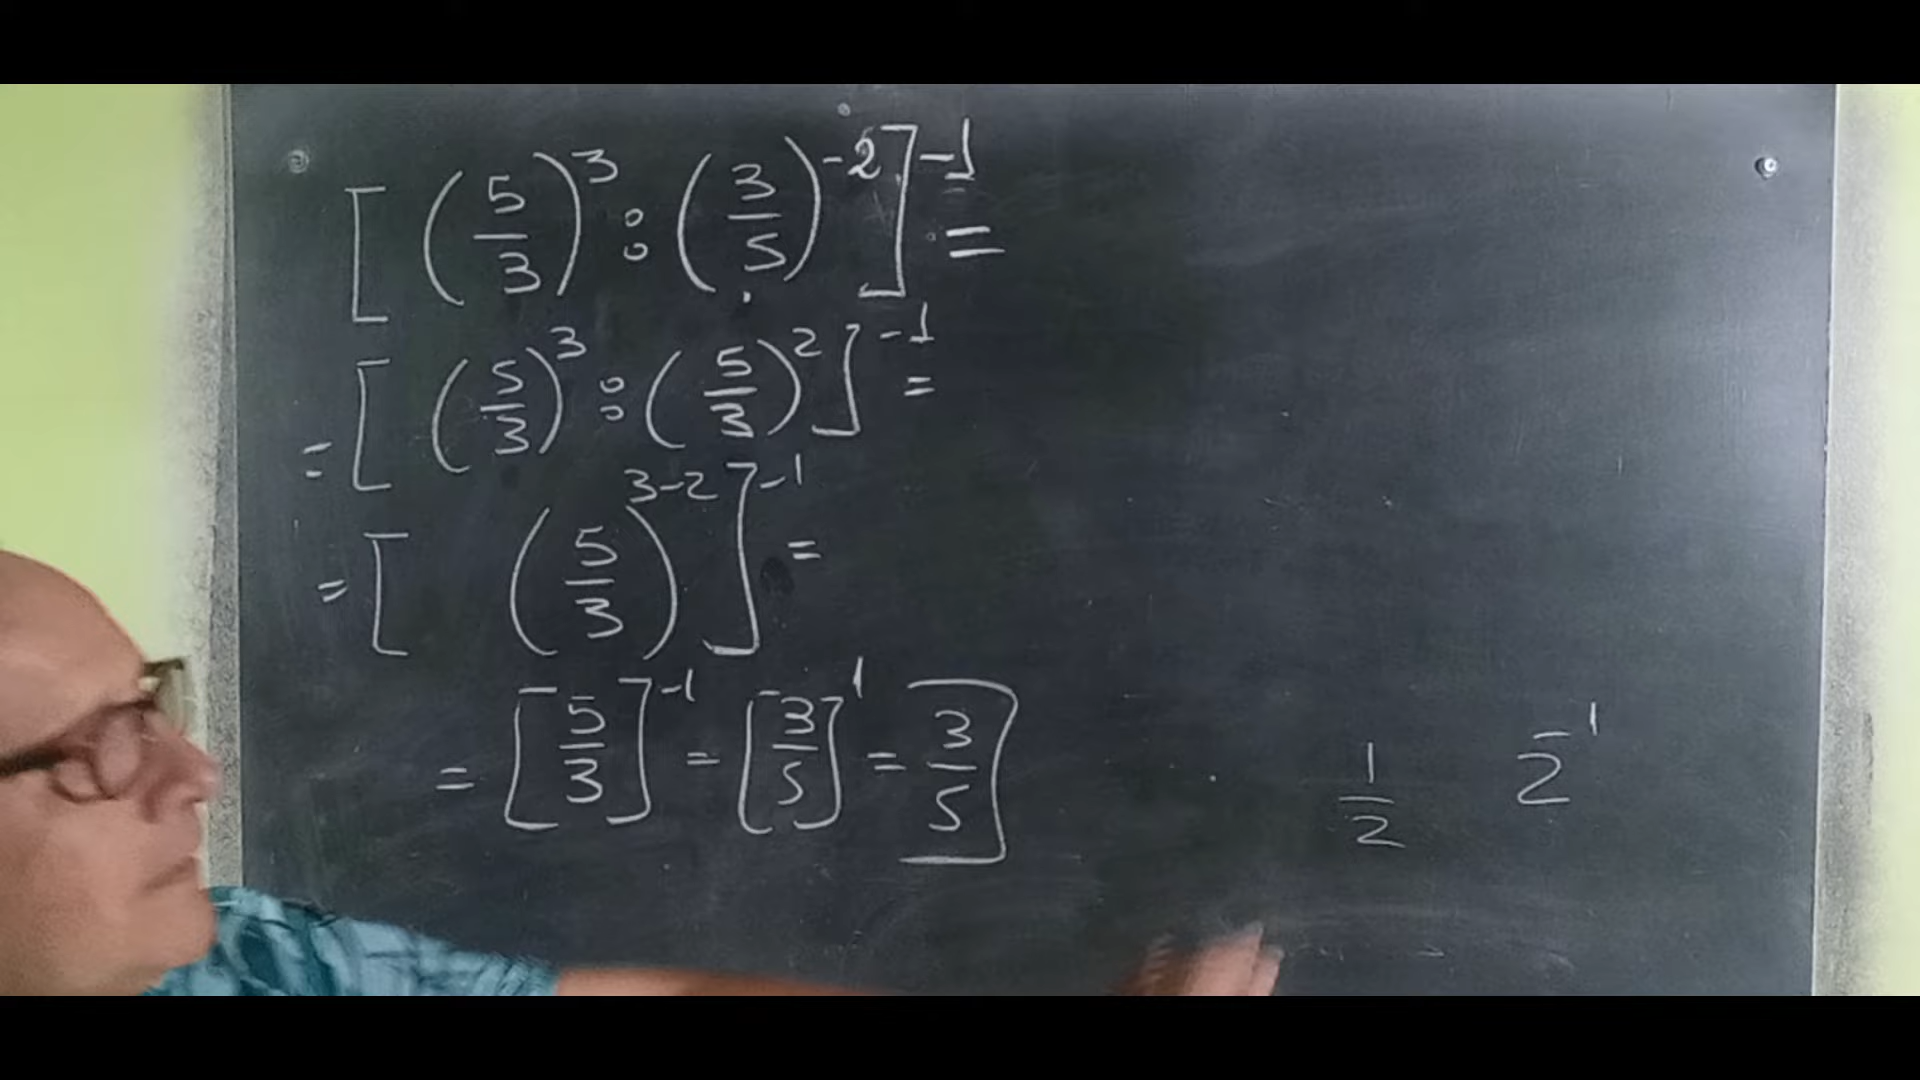 [ (5/3)^3 : (3/5)^-2 ]^-1 =
= [ (5/3)^3 : (5/3)^2 ]^-1 =
= [ (5/3)^3-2 ]^-1 =
= [5/3]^-1 = [3/5]^1 = 3/5
1/2 2^-1